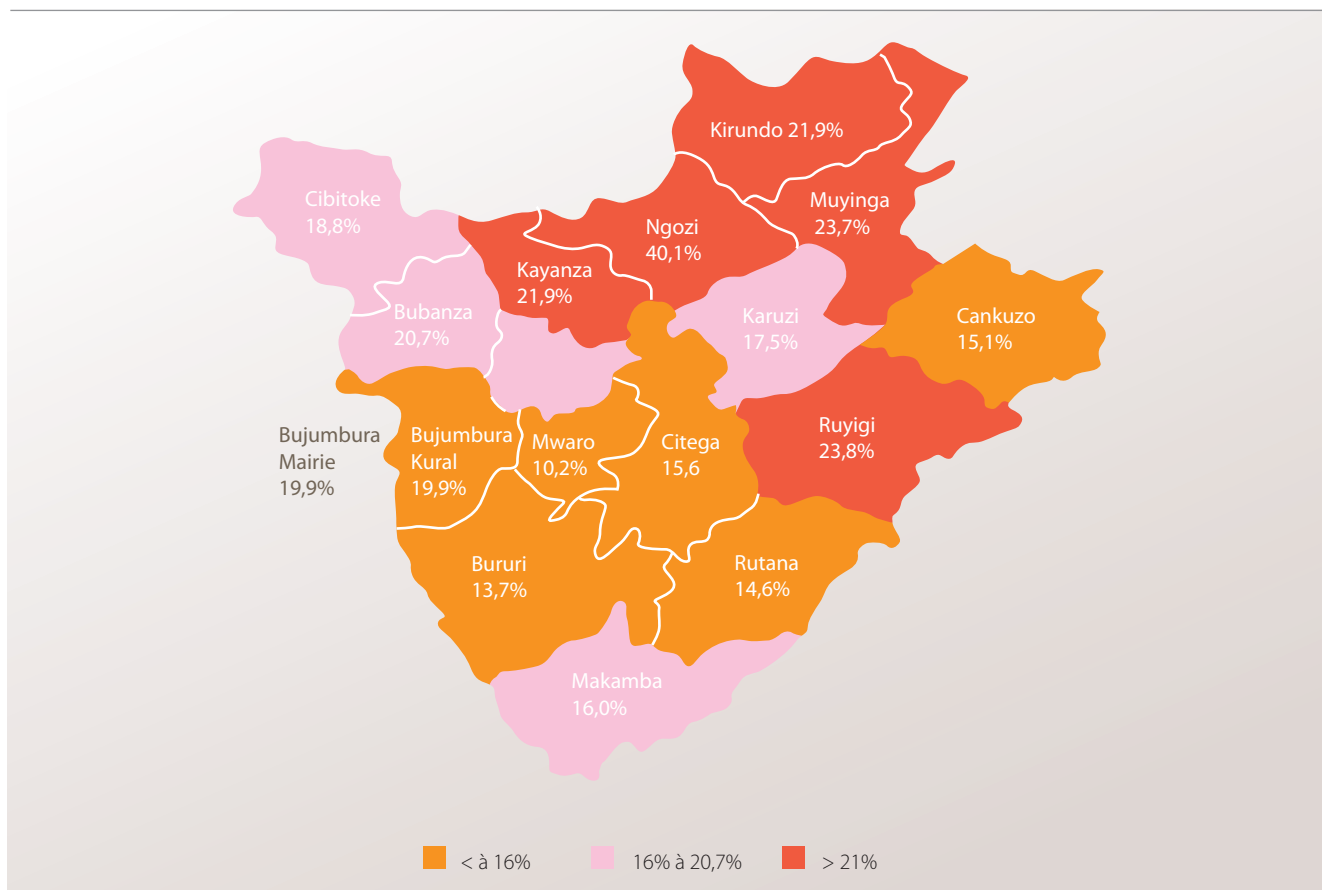 Kirundo 21,9%
Cibitoke
18,8%
Muyinga
23,7%
Ngozi
40,1%
Kayanza
21,9%
Bubanza
20,7%
Karuzi
17,5%
Cankuzo
15,1%
Bujumbura
Mairie
19,9%
Bujumbura
Kural
19,9%
Mwaro
10,2%
Citega
15,6
Ruyigi
23,8%
Bururi
13,7%
Rutana
14,6%
Makamba
16,0%
< à 16%
16% à 20,7%
> 21%